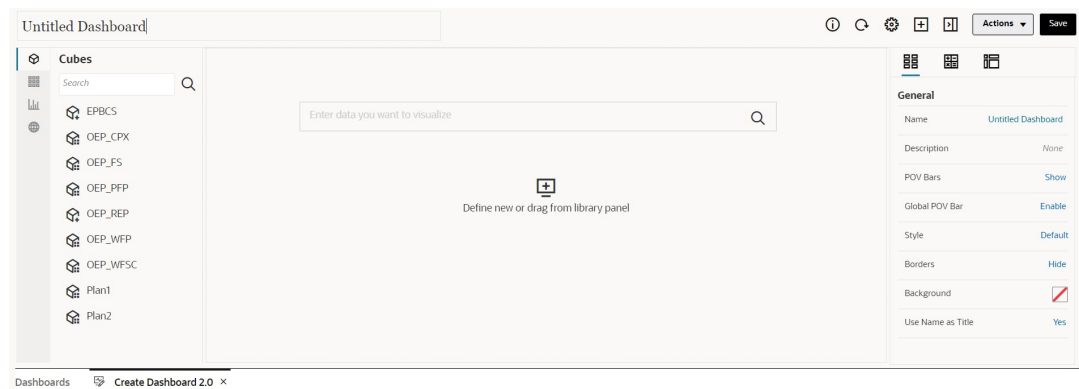 Untitled Dashboard
Actions
Save
Cubes
Search
EPBCS
OEP_CPX
OEP_FS
OEP_PFP
OEP_REP
OEP_WFP
OEP_WFSC
Plan1
Plan2
Enter data you want to visualize
Define new or drag from library panel
General
Name Untitled Dashboard
Description None
POV Bars Show
Global POV Bar Enable
Style Default
Borders Hide
Background
Use Name as Title Yes
Dashboards Create Dashboard 2.0 ×